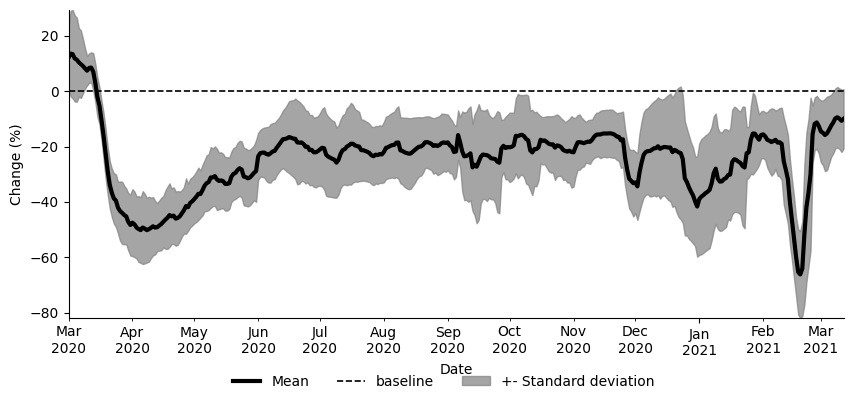 20
0
−20
−40
−60
−80
Change (%)
Mar Apr May Jun Jul Aug Sep Oct Nov Dec Jan Feb Mar
2020 2020 2020 2020 2020 2020 2020 2020 2020 2020 2021 2021 2021
Date
Mean baseline +- Standard deviation